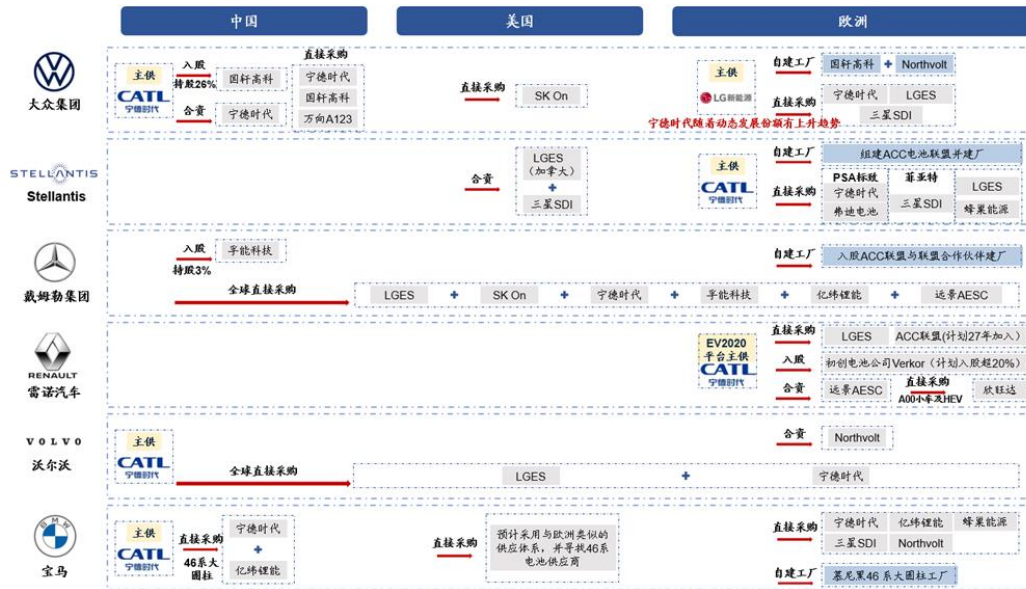 中国
美国
欧洲
大众集团
主供
CATL
宁德时代
入股
持股26%
国轩高科
合资
宁德时代
直接采购
宁德时代
国轩高科
万向A123
直接采购
SK On
主供
LG新能源
自建工厂
国轩高科 + Northvolt
直接采购
宁德时代 LGES
三星SDI
宁德时代随着动态发展份额有上升趋势
STELLANTIS
Stellantis
合资
LGES
（加拿大）
+
三星SDI
主供
CATL
宁德时代
自建工厂
组建ACC电池联盟并建厂
直接采购
PSA标致
宁德时代
弗迪电池
菲亚特
三星SDI
LGES
蜂巢能源
戴姆勒集团
入股
持股3%
孚能科技
自建工厂
入股ACC联盟与联盟合作伙伴建厂
全球直接采购
LGES + SK On + 宁德时代 + 孚能科技 + 亿纬锂能 + 远景AESC
RENAULT
雷诺汽车
EV2020
平台主供
CATL
宁德时代
直接采购
LGES ACC联盟(计划27年加入)
入股
初创电池公司Verkor（计划入股超20%）
合资
远景AESC
直接采购
A00小车及HEV
欣旺达
VOLVO
沃尔沃
主供
CATL
宁德时代
合资
Northvolt
全球直接采购
LGES + 宁德时代
BMW
宝马
主供
CATL
宁德时代
直接采购
46系大
圆柱
宁德时代
+
亿纬锂能
直接采购
预计采用与欧洲类似的
供应体系，并寻找46系
电池供应商
直接采购
宁德时代 亿纬锂能 蜂巢能源
三星SDI Northvolt
自建工厂
慕尼黑46 系大圆柱工厂